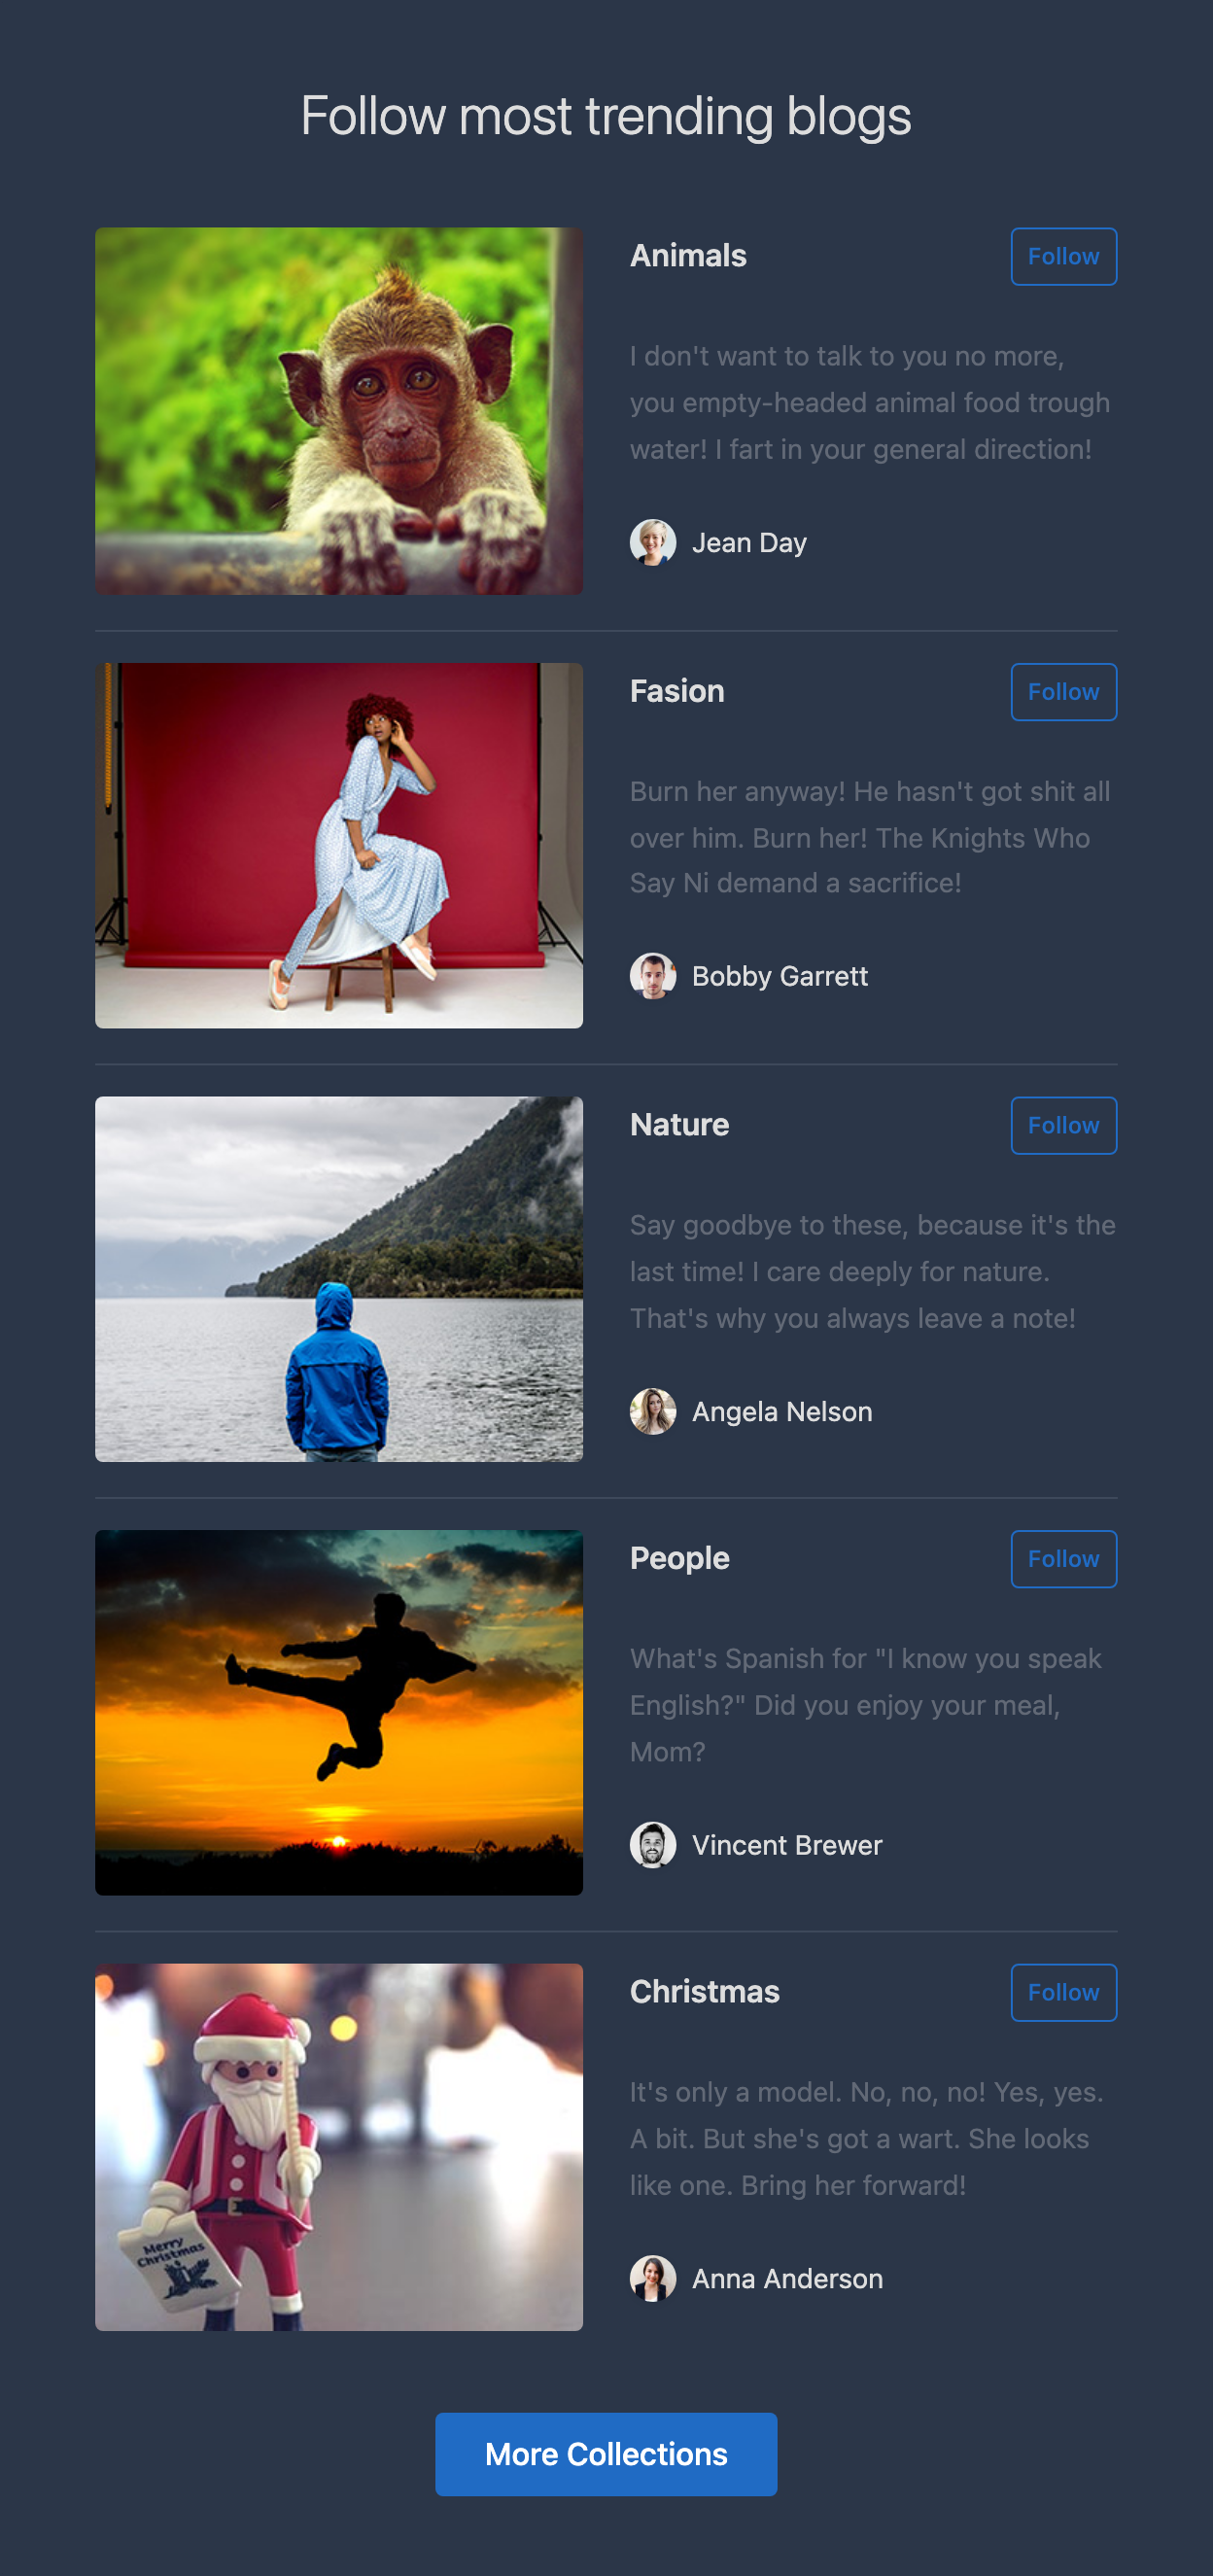 Follow most trending blogs
Animals
Follow
I don't want to talk to you no more,
you empty-headed animal food trough
water! I fart in your general direction!
Jean Day
Fasion
Follow
Burn her anyway! He hasn't got shit all
over him. Burn her! The Knights Who
Say Ni demand a sacrifice!
Bobby Garrett
Nature
Follow
Say goodbye to these, because it's the
last time! I care deeply for nature.
That's why you always leave a note!
Angela Nelson
People
Follow
What's Spanish for "I know you speak
English?" Did you enjoy your meal,
Mom?
Vincent Brewer
Merry
Christmas
Christmas
Follow
It's only a model. No, no, no! Yes, yes.
A bit. But she's got a wart. She looks
like one. Bring her forward!
Anna Anderson
More Collections